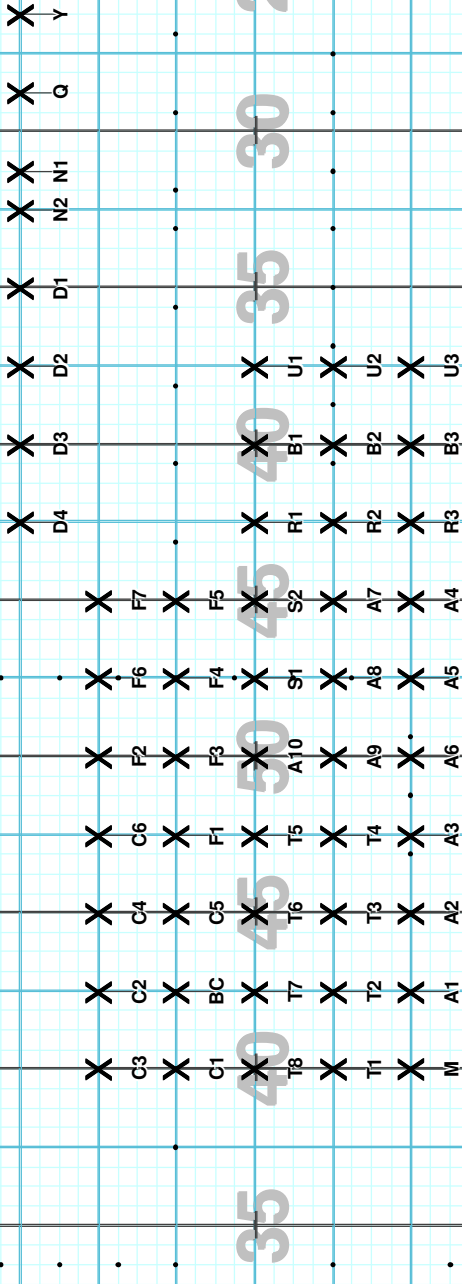 D4 D3 D2 D1 N2 N1 Q Y
C3 C2 C4 C6 F2 F6 F7
C1 BC C5 F1 F3 F4 F5
35 40 45 50 45 40 35 30
T8 T7 T6 T5 A10 S1 S2 R1 B1 U1
T1 T2 T3 T4 A9 A8 A7 R2 B2 U2
M A1 A2 A3 A6 A5 A4 R3 B3 U3